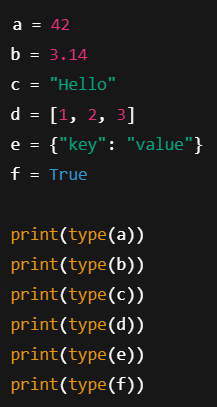 a = 42
b = 3.14
c = "Hello"
d = [1, 2, 3]
e = {"key": "value"}
f = True

print(type(a))
print(type(b))
print(type(c))
print(type(d))
print(type(e))
print(type(f))